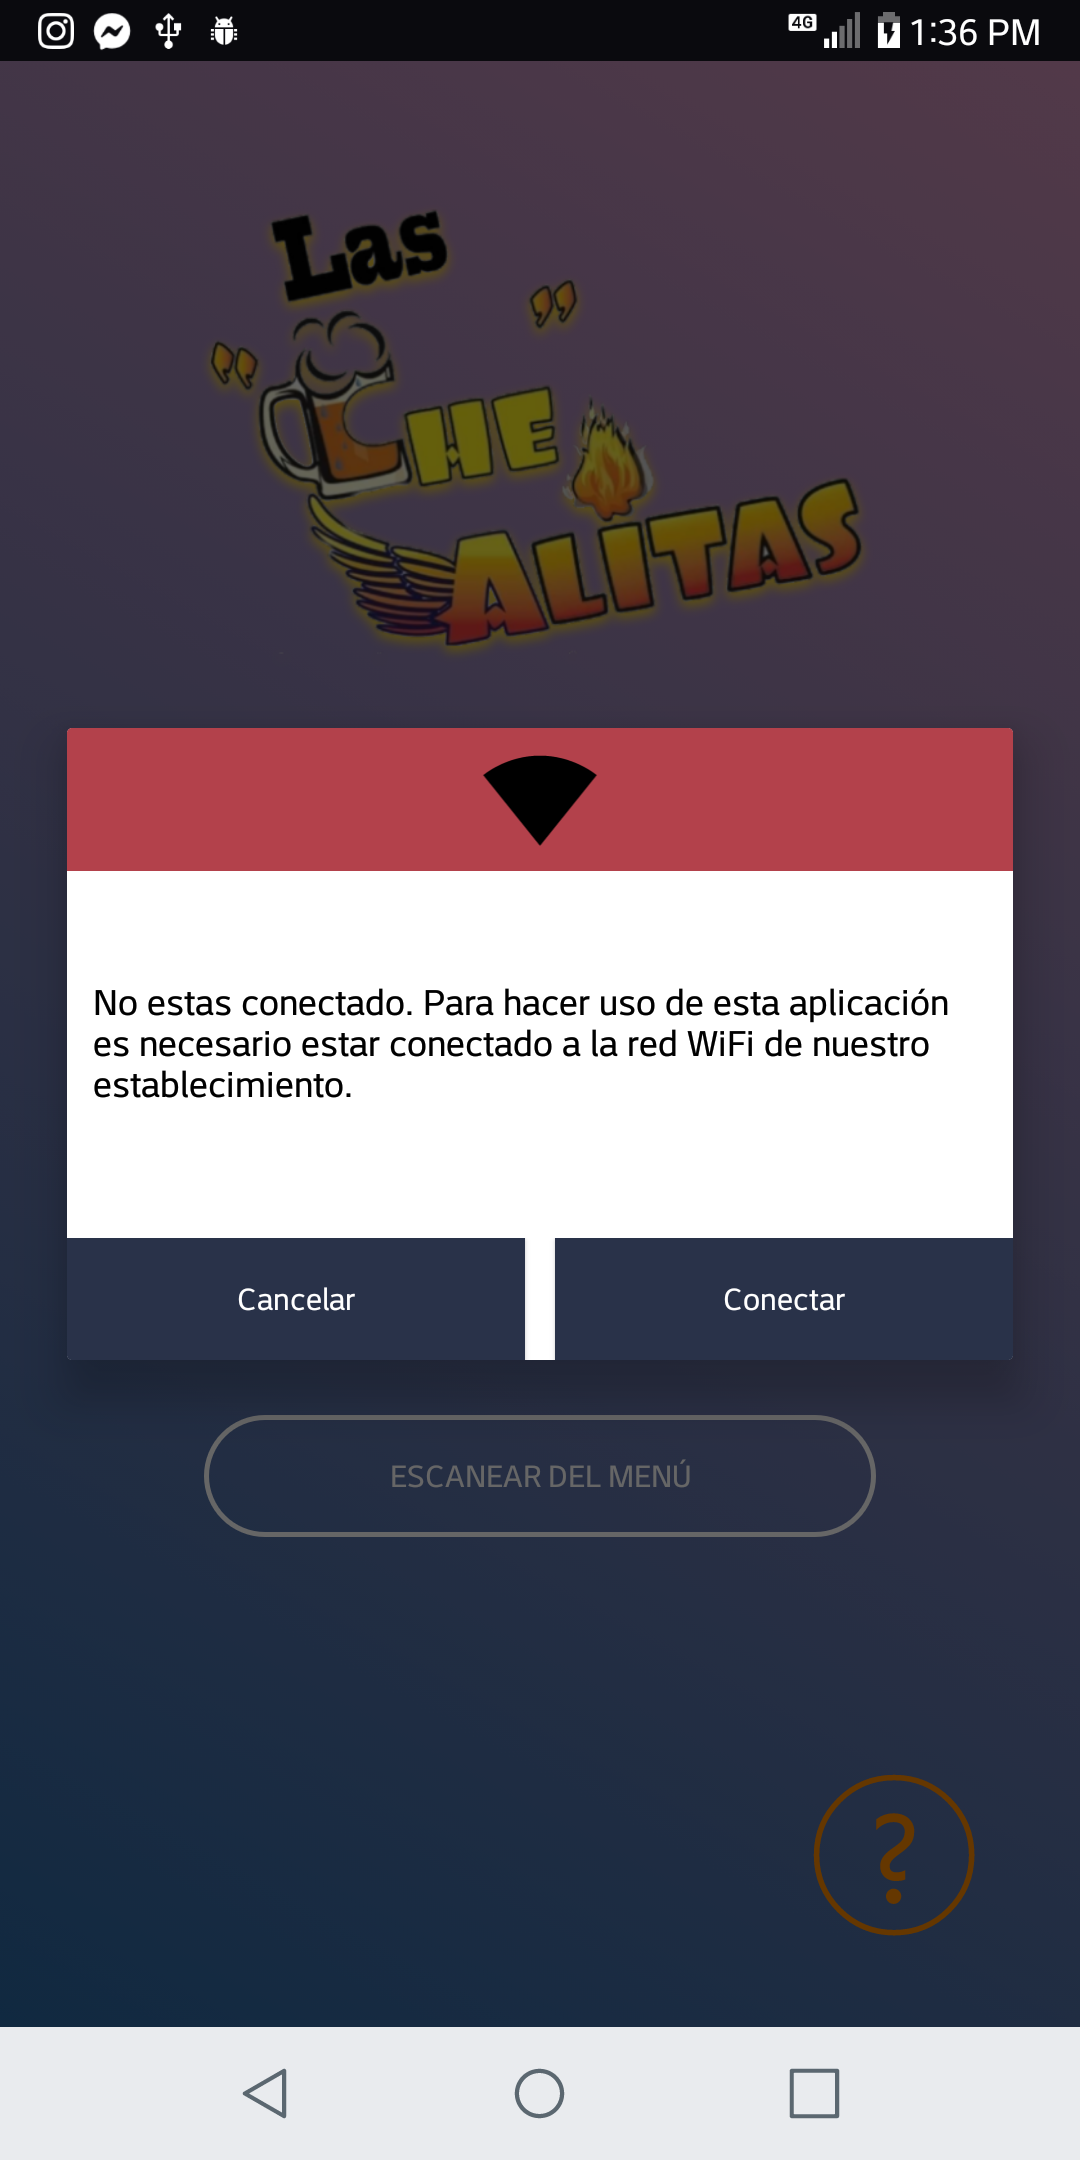 4G 1:36 PM
Las
"CHE"
ALITAS
No estas conectado. Para hacer uso de esta aplicación
es necesario estar conectado a la red WiFi de nuestro
establecimiento.
Cancelar
Conectar
ESCANEAR DEL MENÚ
?